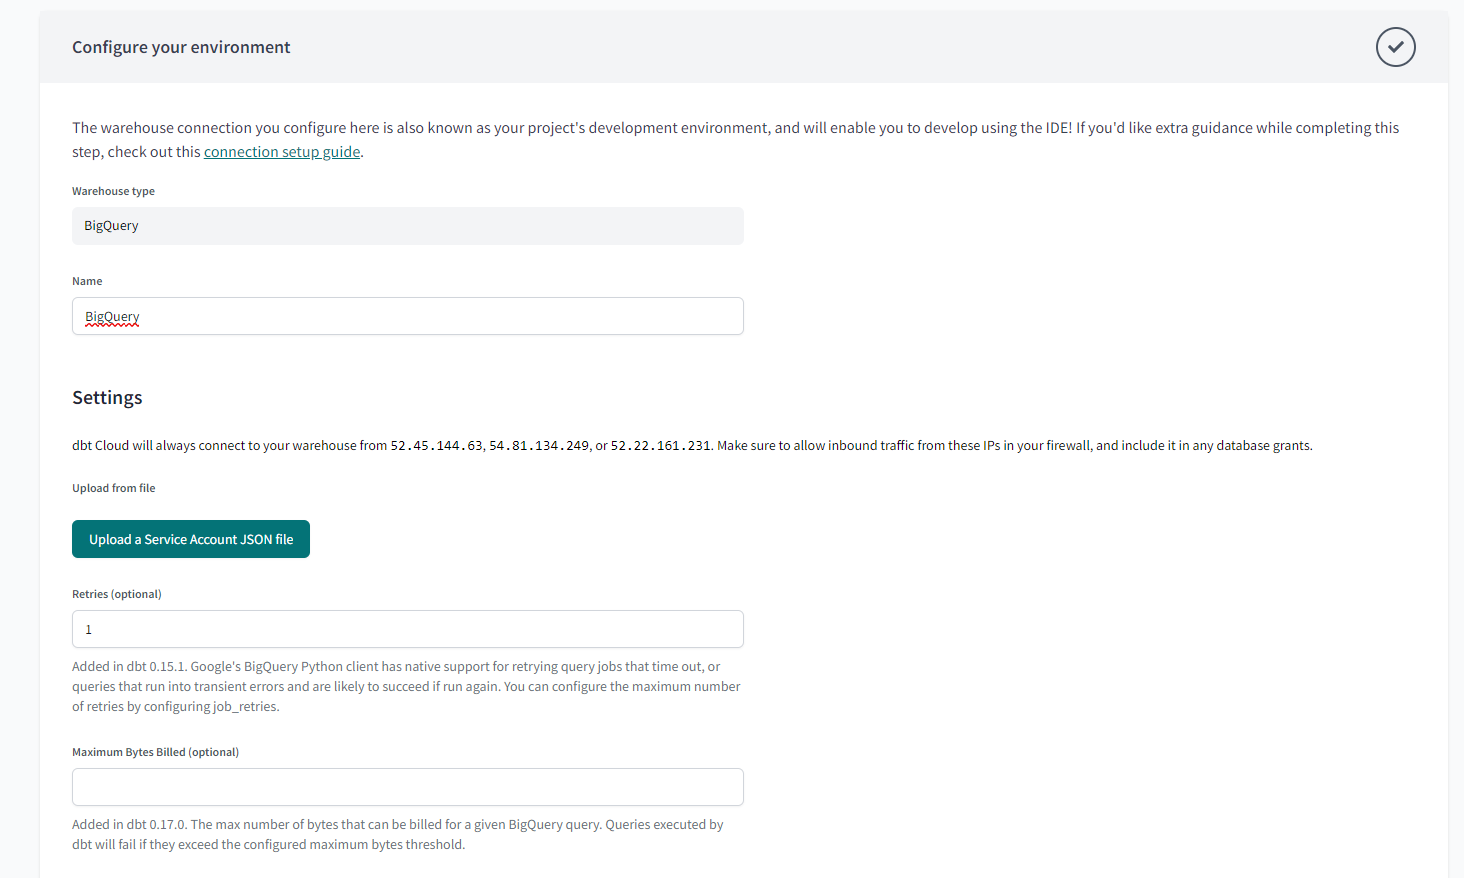 Configure your environment
The warehouse connection you configure here is also known as your project's development environment, and will enable you to develop using the IDE! If you'd like extra guidance while completing this
step, check out this connection setup guide.
Warehouse type
BigQuery
Name
BigQuery
Settings
dbt Cloud will always connect to your warehouse from 52.45.144.63, 54.81.134.249, or 52.22.161.231. Make sure to allow inbound traffic from these IPs in your firewall, and include it in any database grants.
Upload from file
Upload a Service Account JSON file
Retries (optional)
1
Added in dbt 0.15.1. Google's BigQuery Python client has native support for retrying query jobs that time out, or
queries that run into transient errors and are likely to succeed if run again. You can configure the maximum number
of retries by configuring job_retries.
Maximum Bytes Billed (optional)
Added in dbt 0.17.0. The max number of bytes that can be billed for a given BigQuery query. Queries executed by
dbt will fail if they exceed the configured maximum bytes threshold.